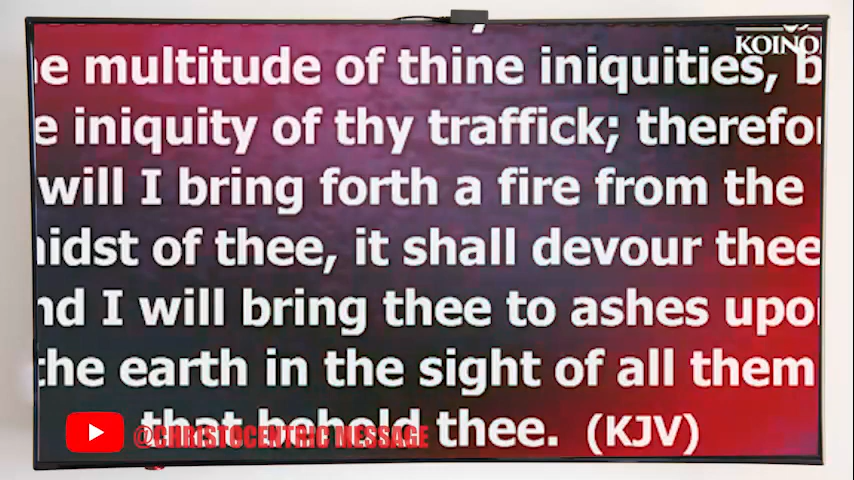 KOINO
e multitude of thine iniquities, b
e iniquity of thy traffick; therefor
will I bring forth a fire from the
idst of thee, it shall devour thee
nd I will bring thee to ashes upo
the earth in the sight of all them
that behold thee. (KJV)
@CHRISTOCENTRIC MESSAGE